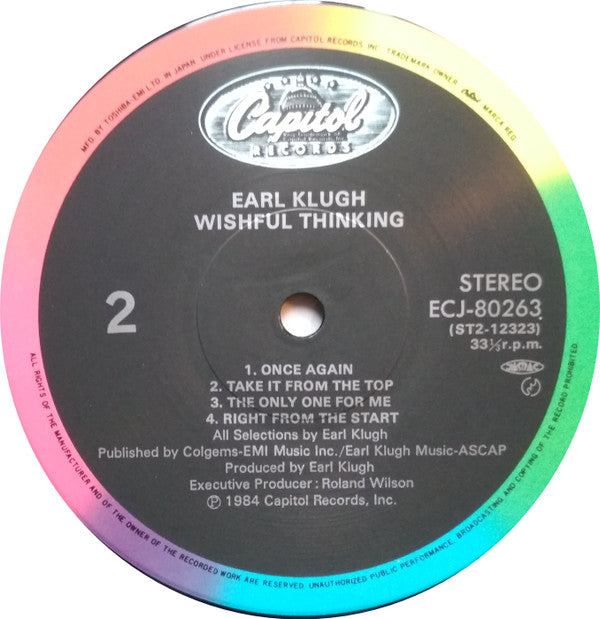 MFG. BY TOSHIBA EMI LTD. IN JAPAN, UNDER LICENSE FROM CAPITOL RECORDS INC. TRADEMARK OWNER. Capitol MARCA REG.
Capitol
RECORDS
EARL KLUGH
WISHFUL THINKING
2
STEREO
ECJ-80263
(ST2-12323)
33⅓r.p.m.
JASRAC
1. ONCE AGAIN
2. TAKE IT FROM THE TOP
3. THE ONLY ONE FOR ME
4. RIGHT FROM THE START
All Selections by Earl Klugh
Published by Colgems-EMI Music Inc./Earl Klugh Music-ASCAP
Produced by Earl Klugh
Executive Producer : Roland Wilson
℗ 1984 Capitol Records, Inc.
ALL RIGHTS OF THE MANUFACTURER AND OF THE OWNER OF THE RECORDED WORK ARE RESERVED. UNAUTHORIZED PUBLIC PERFORMANCE, BROADCASTING AND COPYING OF THE RECORD PROHIBITED.